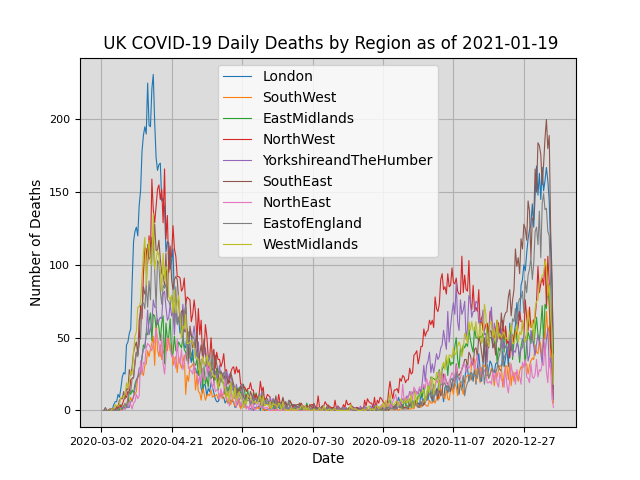 UK COVID-19 Daily Deaths by Region as of 2021-01-19
London
SouthWest
EastMidlands
NorthWest
YorkshireandTheHumber
SouthEast
NorthEast
EastofEngland
WestMidlands
Number of Deaths
200
150
100
50
0
2020-03-02 2020-04-21 2020-06-10 2020-07-30 2020-09-18 2020-11-07 2020-12-27
Date